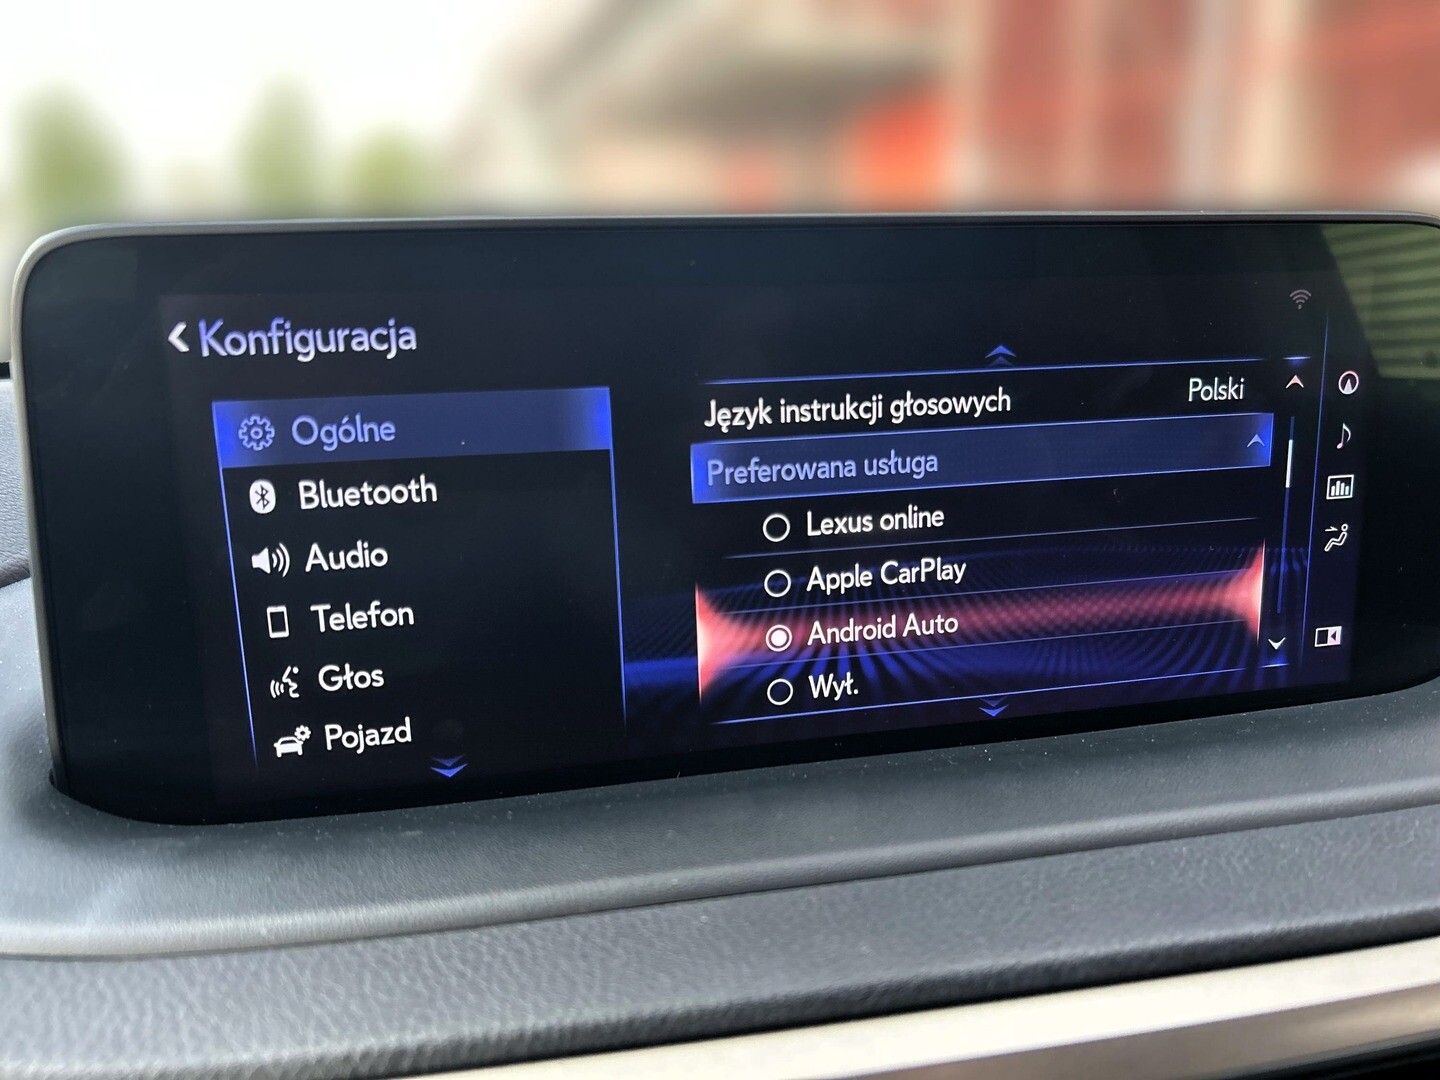 Konfiguracja
Ogólne
Bluetooth
Audio
Telefon
Głos
Pojazd
Język instrukcji głosowych Polski
Preferowana usługa
Lexus online
Apple CarPlay
Android Auto
Wył.